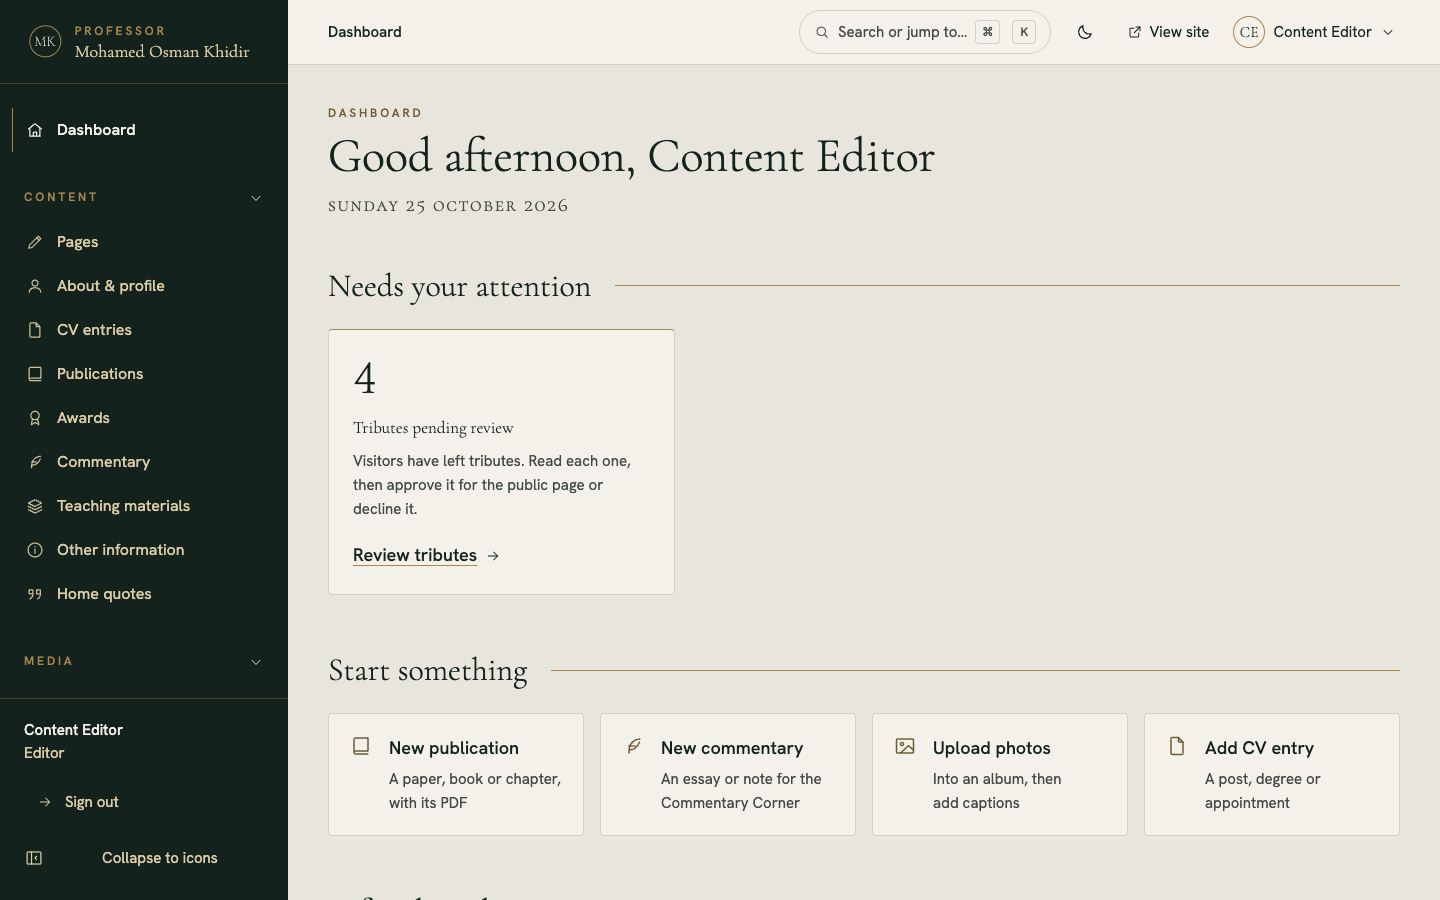 MK
PROFESSOR
Mohamed Osman Khidir
Dashboard
CONTENT
Pages
About & profile
CV entries
Publications
Awards
Commentary
Teaching materials
Other information
Home quotes
MEDIA
Content Editor
Editor
Sign out
Collapse to icons
Dashboard
Search or jump to... ⌘ K
View site
CE Content Editor
DASHBOARD
Good afternoon, Content Editor
SUNDAY 25 OCTOBER 2026
Needs your attention
4
Tributes pending review
Visitors have left tributes. Read each one,
then approve it for the public page or
decline it.
Review tributes →
Start something
New publication
A paper, book or chapter,
with its PDF
New commentary
An essay or note for the
Commentary Corner
Upload photos
Into an album, then
add captions
Add CV entry
A post, degree or
appointment